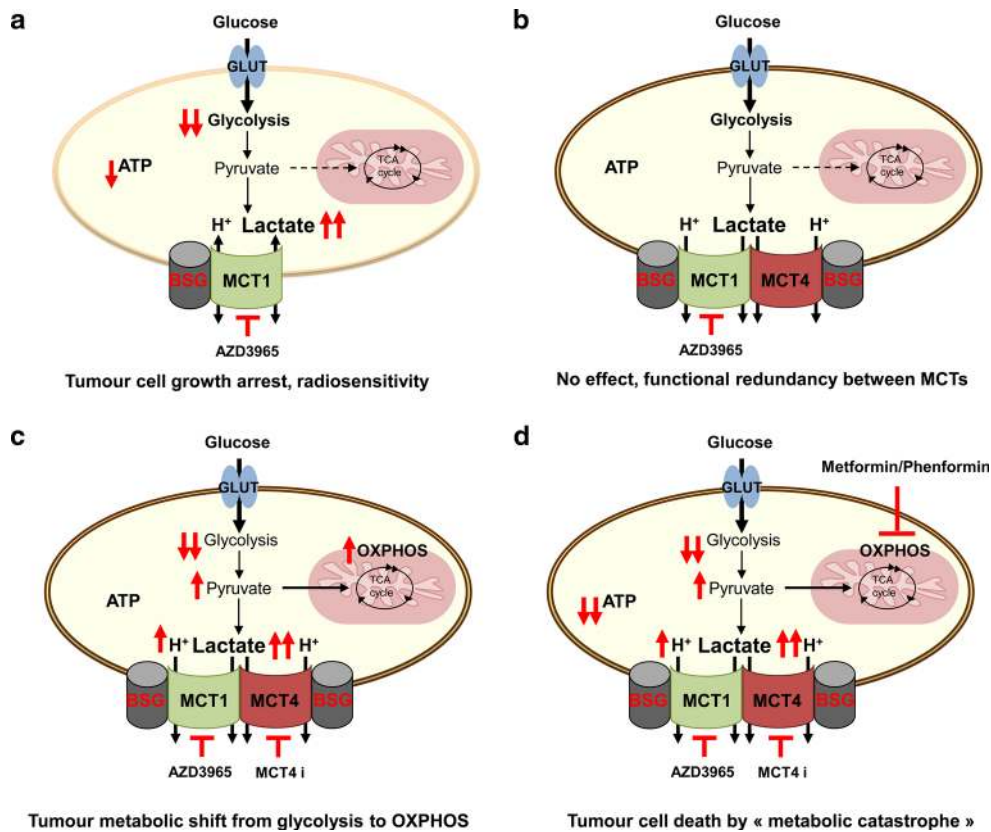 a
Glucose
GLUT
Glycolysis
ATP
Pyruvate
TCA
cycle
H+ Lactate
BSG
MCT1
AZD3965
Tumour cell growth arrest, radiosensitivity
b
Glucose
GLUT
Glycolysis
ATP
Pyruvate
TCA
cycle
H+ Lactate H+
BSG MCT1 MCT4 BSG
AZD3965
No effect, functional redundancy between MCTs
c
Glucose
GLUT
Glycolysis
OXPHOS
Pyruvate
TCA
cycle
ATP
H+ Lactate H+
BSG MCT1 MCT4 BSG
AZD3965 MCT4 i
Tumour metabolic shift from glycolysis to OXPHOS
d
Glucose
Metformin/Phenformin
GLUT
Glycolysis
OXPHOS
Pyruvate
TCA
cycle
ATP
H+ Lactate H+
BSG MCT1 MCT4 BSG
AZD3965 MCT4 i
Tumour cell death by « metabolic catastrophe »